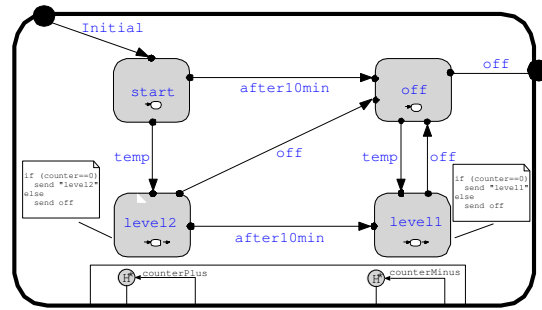 Initial
off
start
after10min
off
temp
off
temp
off
if (counter==0)
send "level2"
else
send off
if (counter==0)
send "level1"
else
send off
level2
after10min
level1
H*
counterPlus
H*
counterMinus